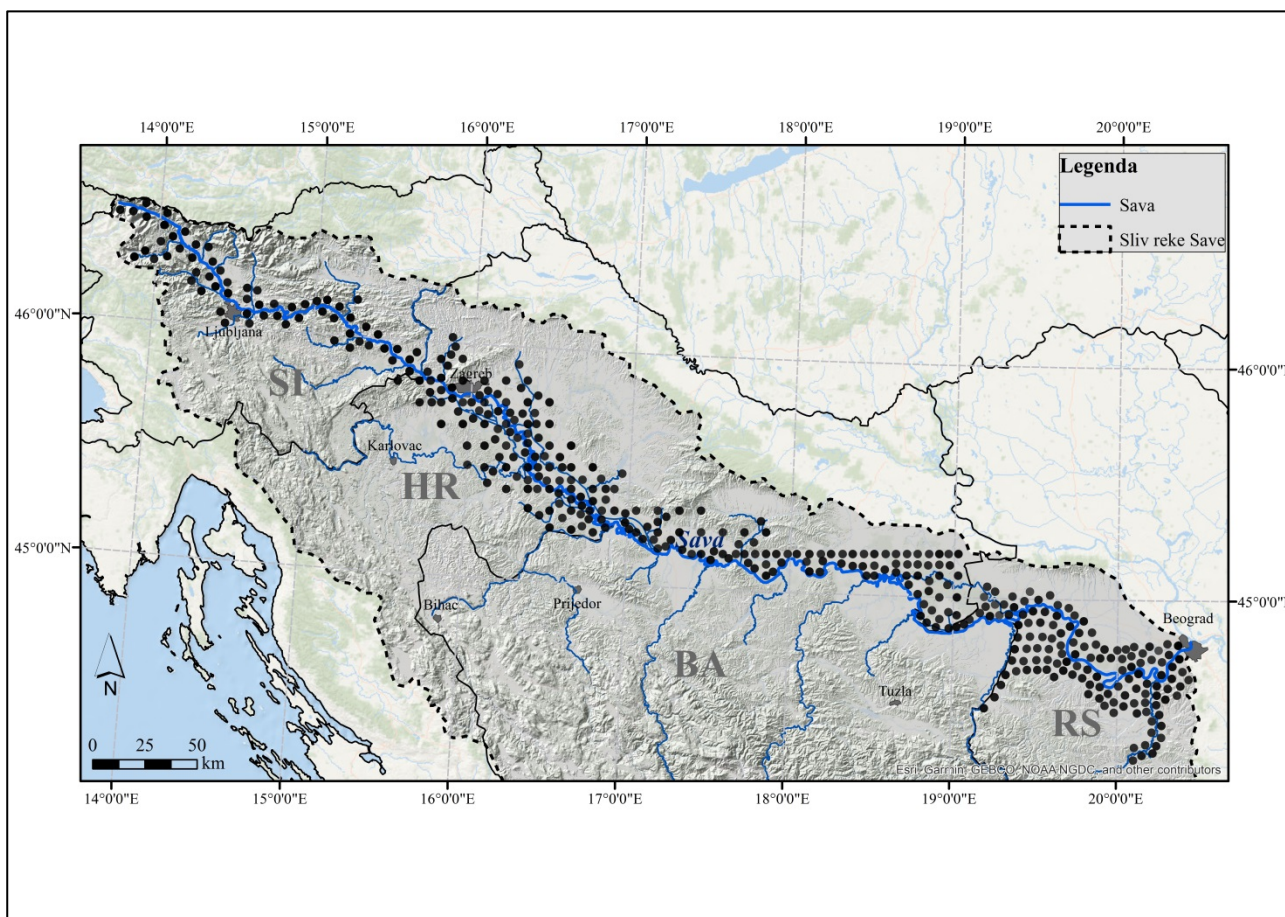 14°0'0"E 15°0'0"E 16°0'0"E 17°0'0"E 18°0'0"E 19°0'0"E 20°0'0"E
Legenda
Sava
Sliv reke Save
46°0'0"N
Ljubljana
SI
Zagreb
46°0'0"N
Karlovac
HR
Sava
45°0'0"N
Bihac
Prijedor
45°0'0"N
Beograd
BA
Tuzla
RS
N
0 25 50
km
Esri, Garmin, GEBCO, NOAA NGDC, and other contributors
14°0'0"E 15°0'0"E 16°0'0"E 17°0'0"E 18°0'0"E 19°0'0"E 20°0'0"E